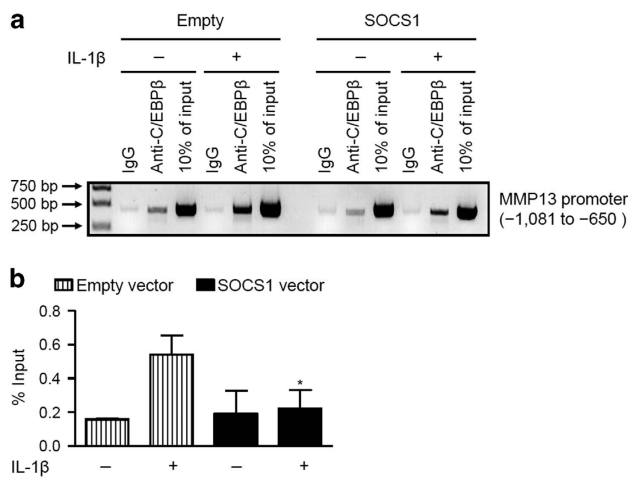 a
Empty
SOCS1
IL-1β
–
+
–
+
IgG
Anti-C/EBPβ
10% of input
IgG
Anti-C/EBPβ
10% of input
IgG
Anti-C/EBPβ
10% of input
IgG
Anti-C/EBPβ
10% of input
750 bp
500 bp
250 bp
MMP13 promoter
(−1,081 to −650 )
b
Empty vector
SOCS1 vector
% Input
0.8
0.6
0.4
0.2
0.0
*
IL-1β
–
+
–
+